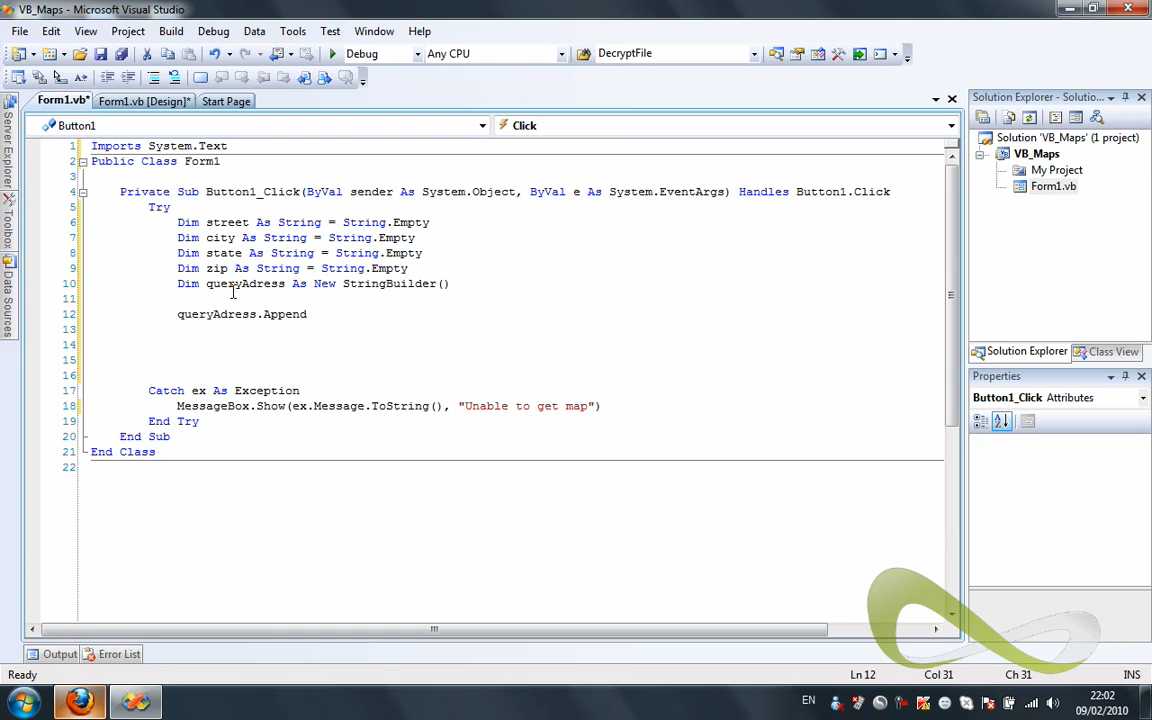 VB_Maps - Microsoft Visual Studio
File Edit View Project Build Debug Data Tools Test Window Help
Debug Any CPU DecryptFile
Form1.vb* Form1.vb [Design]* Start Page
Button1 Click
1 Imports System.Text
2 Public Class Form1
3
4 Private Sub Button1_Click(ByVal sender As System.Object, ByVal e As System.EventArgs) Handles Button1.Click
5 Try
6 Dim street As String = String.Empty
7 Dim city As String = String.Empty
8 Dim state As String = String.Empty
9 Dim zip As String = String.Empty
10 Dim queryAdress As New StringBuilder()
11
12 queryAdress.Append
13
14
15
16
17 Catch ex As Exception
18 MessageBox.Show(ex.Message.ToString(), "Unable to get map")
19 End Try
20 End Sub
21 End Class
22
Server Explorer
Toolbox
Data Sources
Solution Explorer - Solutio...
Solution 'VB_Maps' (1 project)
VB_Maps
My Project
Form1.vb
Solution Explorer Class View
Properties
Button1_Click Attributes
Output Error List
Ready Ln 12 Col 31 Ch 31 INS
EN 22:02
09/02/2010